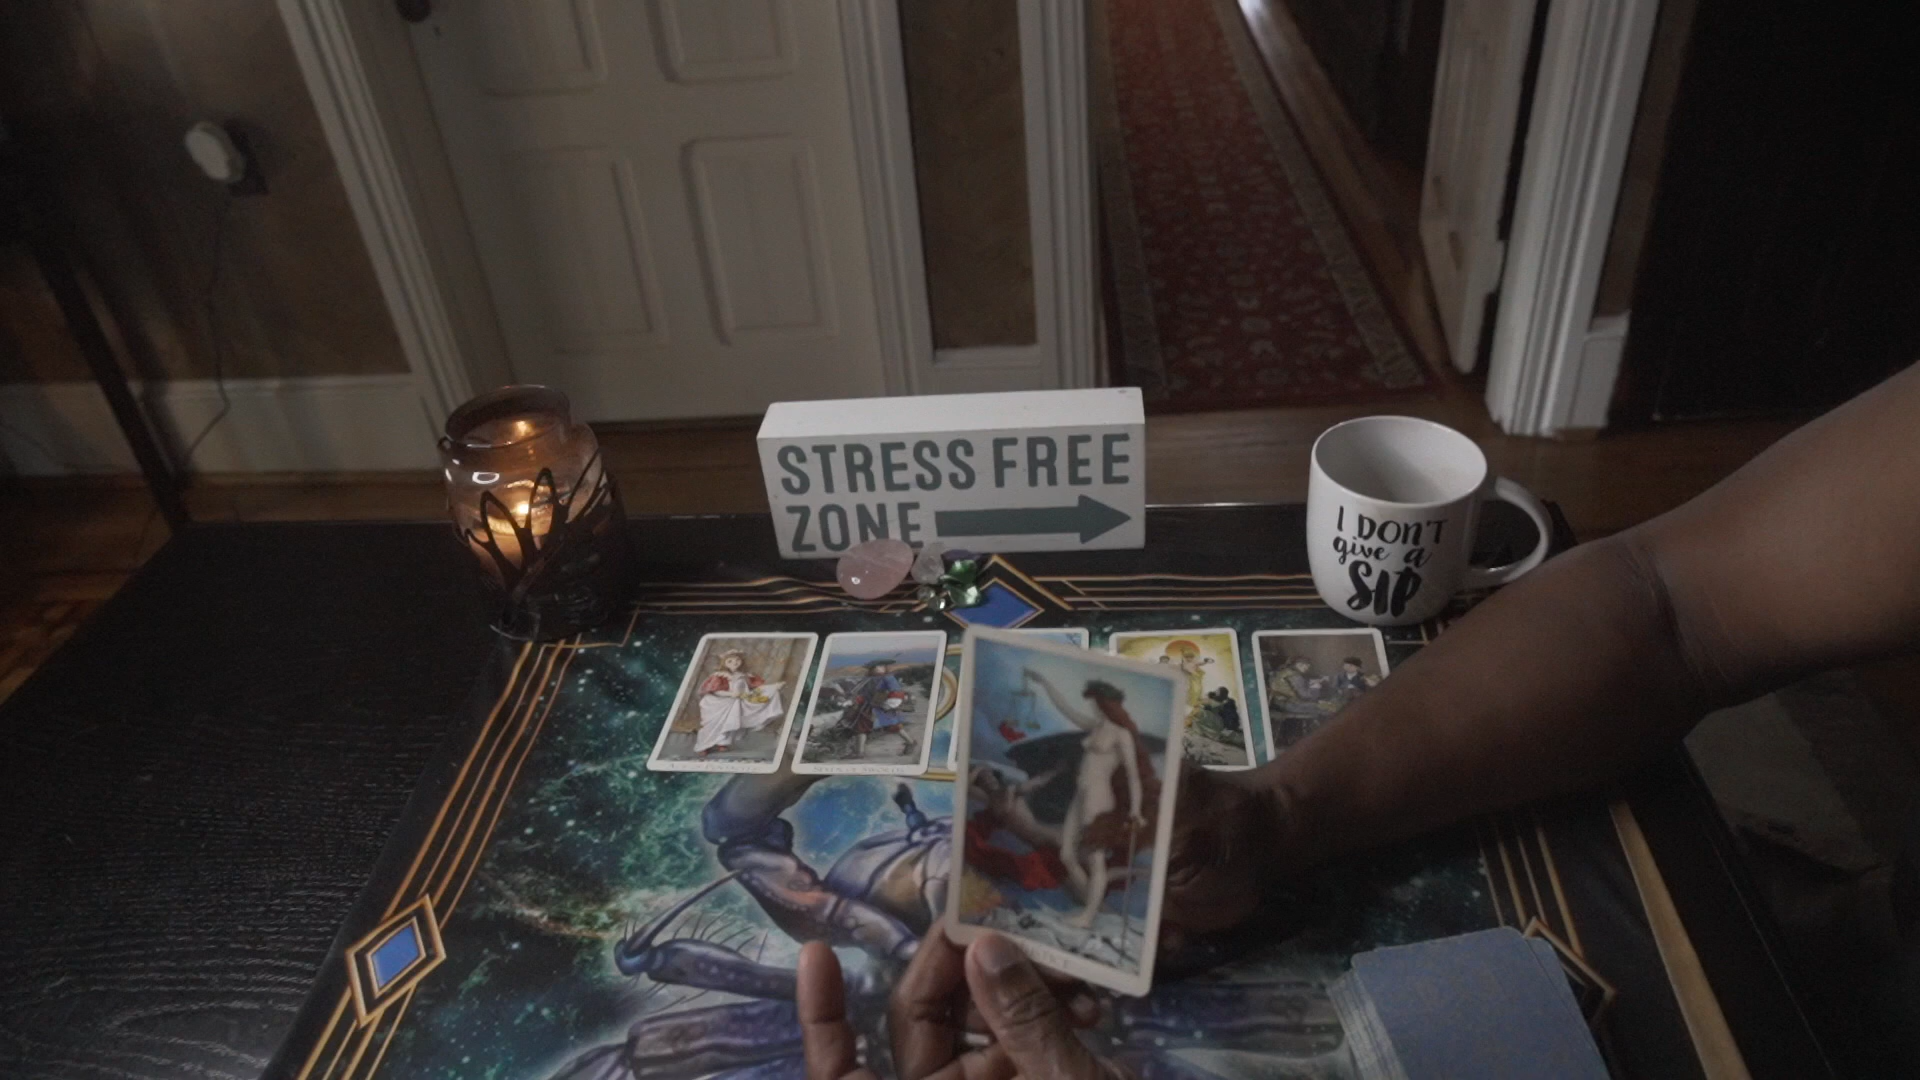 STRESS FREE
ZONE
I DON'T
give a
SIP